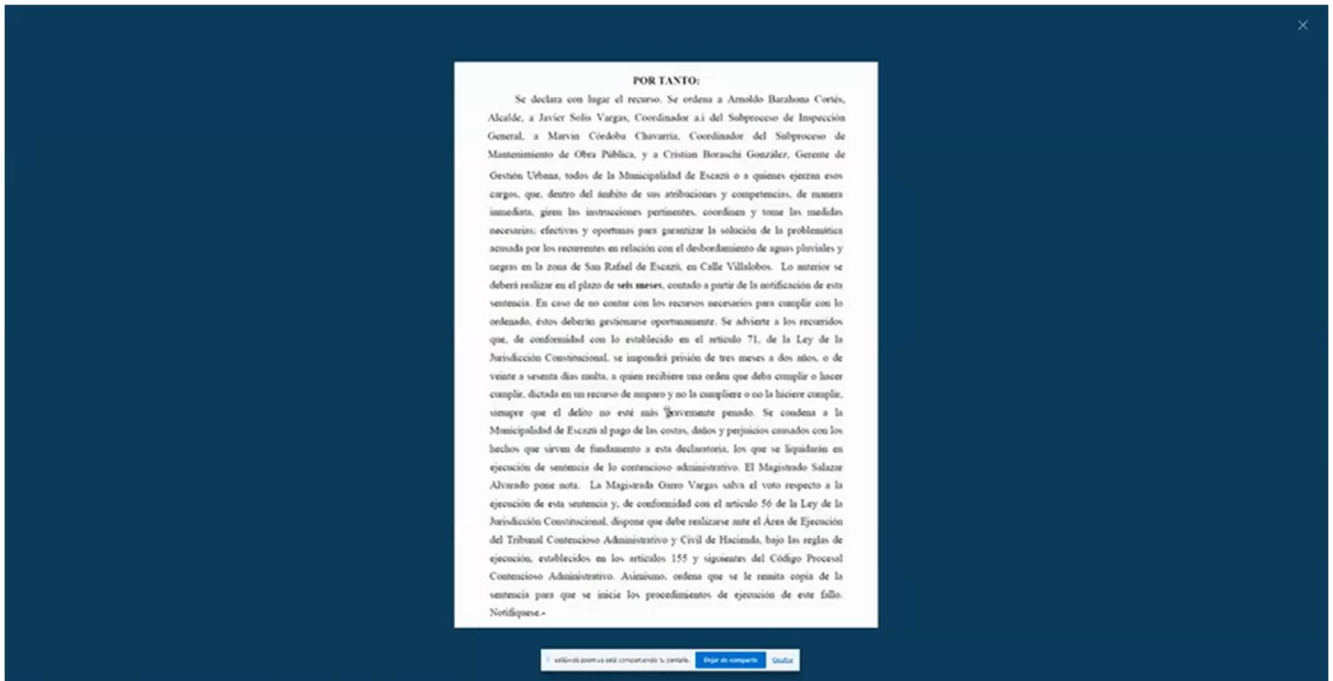 POR TANTO:
Se declara con lugar el recurso. Se ordena a Arnoldo Barahona Cortés,
Alcalde, a Javier Solis Vargas, Coordinador a.i del Subproceso de Inspección
General, a Marvin Córdoba Chavarría, Coordinador del Subproceso de
Mantenimiento de Obra Pública, y a Cristian Boraschi González, Gerente de
Gestión Urbana, todos de la Municipalidad de Escazú o a quienes ejerzan esos
cargos, que, dentro del ámbito de sus atribuciones y competencias, de manera
inmediata, giren las instrucciones pertinentes, coordinen y tome las medidas
necesarias, efectivas y oportunas para garantizar la solución de la problemática
acusada por los recurrentes en relación con el desbordamiento de aguas pluviales y
negras en la zona de San Rafael de Escazú, en Calle Villalobos. Lo anterior se
deberá realizar en el plazo de seis meses, contado a partir de la notificación de esta
sentencia. En caso de no contar con los recursos necesarios para cumplir con lo
ordenado, éstos deberán gestionarse oportunamente. Se advierte a los recurridos
que, de conformidad con lo establecido en el artículo 71, de la Ley de la
Jurisdicción Constitucional, se impondrá prisión de tres meses a dos años, o de
veinte a sesenta días multa, a quien recibiere una orden que deba cumplir o hacer
cumplir, dictada en un recurso de amparo y no la cumpliere o no la hiciere cumplir,
siempre que el delito no esté más gravemente penado. Se condena a la
Municipalidad de Escazú al pago de las costas, daños y perjuicios causados con los
hechos que sirven de fundamento a esta declaratoria, los que se liquidarán en
ejecución de sentencia de lo contencioso administrativo. El Magistrado Salazar
Alvarado pone nota. La Magistrada Garro Vargas salva el voto respecto a la
ejecución de esta sentencia y, de conformidad con el artículo 56 de la Ley de la
Jurisdicción Constitucional, dispone que debe realizarse ante el Área de Ejecución
del Tribunal Contencioso Administrativo y Civil de Hacienda, bajo las reglas de
ejecución, establecidos en los artículos 155 y siguientes del Código Procesal
Contencioso Administrativo. Asimismo, ordena que se le remita copia de la
sentencia para que se inicie los procedimientos de ejecución de este fallo.
Notifíquese.-
está compartiendo tu pantalla. Dejar de compartir Ocultar